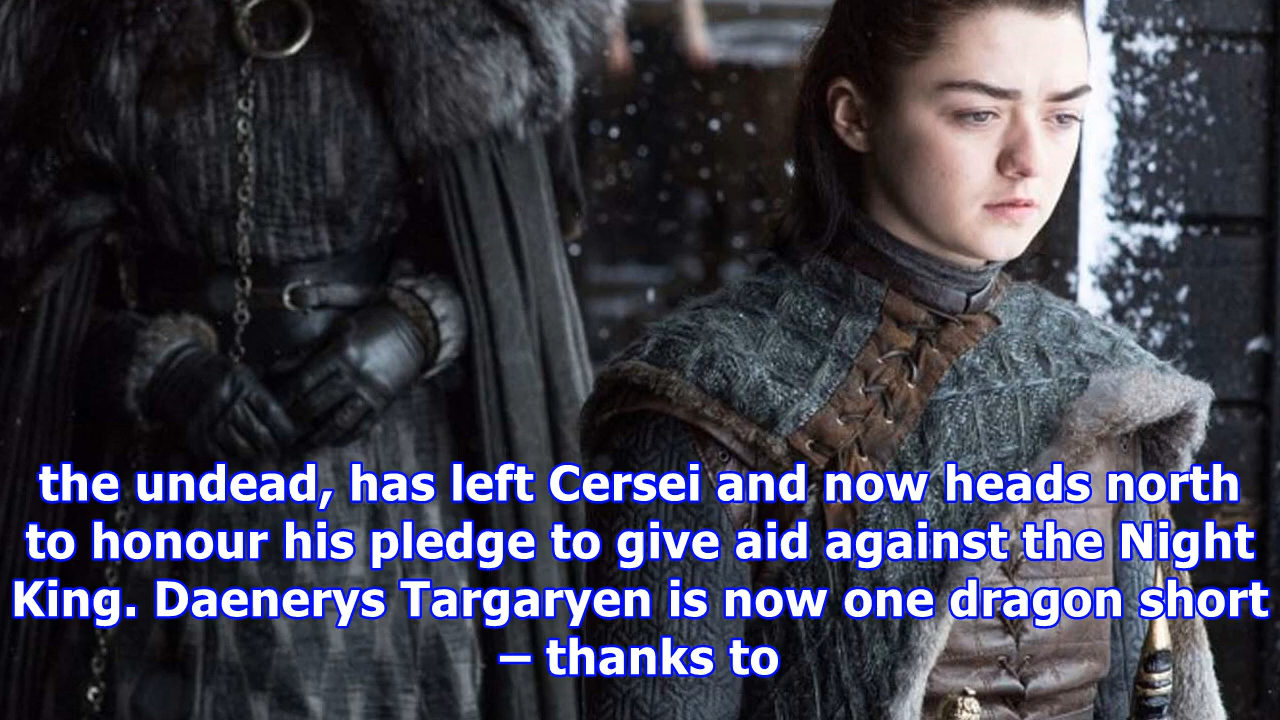 the undead, has left Cersei and now heads north
to honour his pledge to give aid against the Night
King. Daenerys Targaryen is now one dragon short
– thanks to